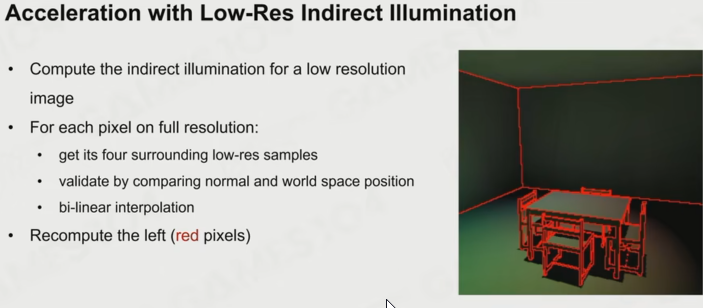 Acceleration with Low-Res Indirect Illumination
• Compute the indirect illumination for a low resolution
image
• For each pixel on full resolution:
• get its four surrounding low-res samples
• validate by comparing normal and world space position
• bi-linear interpolation
• Recompute the left (red pixels)